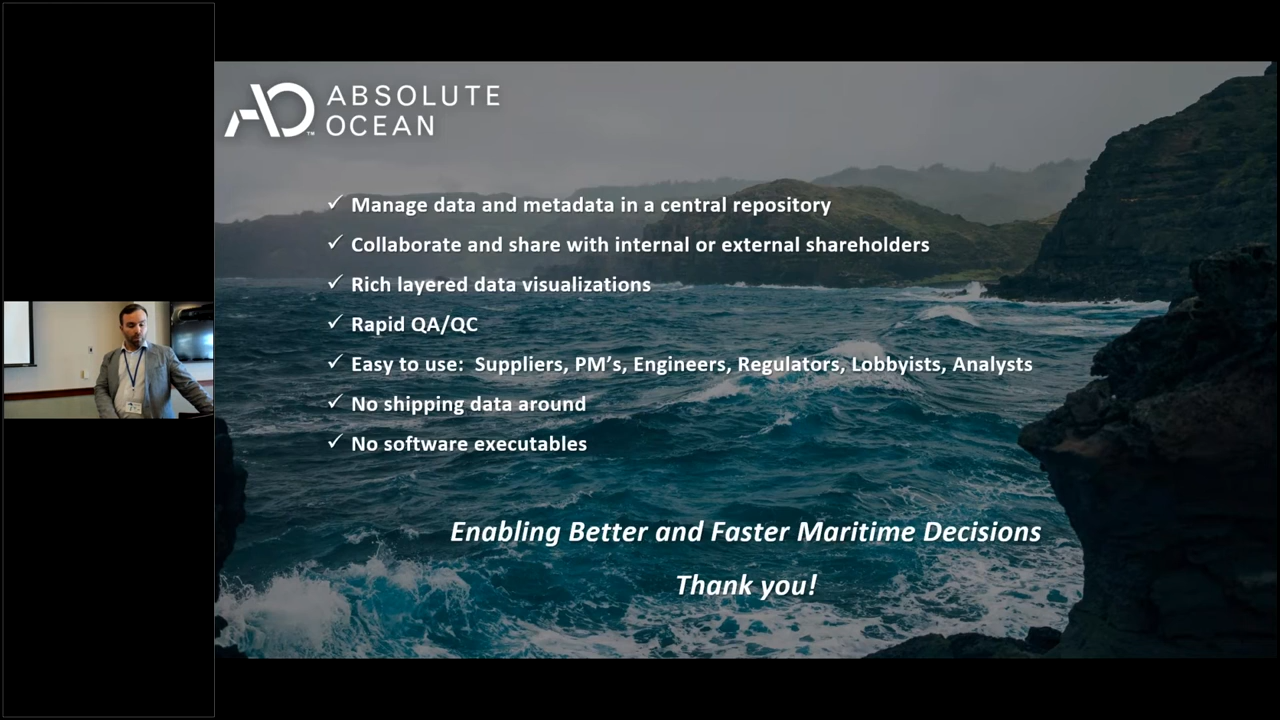 ABSOLUTE
OCEAN
™
✓ Manage data and metadata in a central repository
✓ Collaborate and share with internal or external shareholders
✓ Rich layered data visualizations
✓ Rapid QA/QC
✓ Easy to use:  Suppliers, PM’s, Engineers, Regulators, Lobbyists, Analysts
✓ No shipping data around
✓ No software executables
Enabling Better and Faster Maritime Decisions
Thank you!